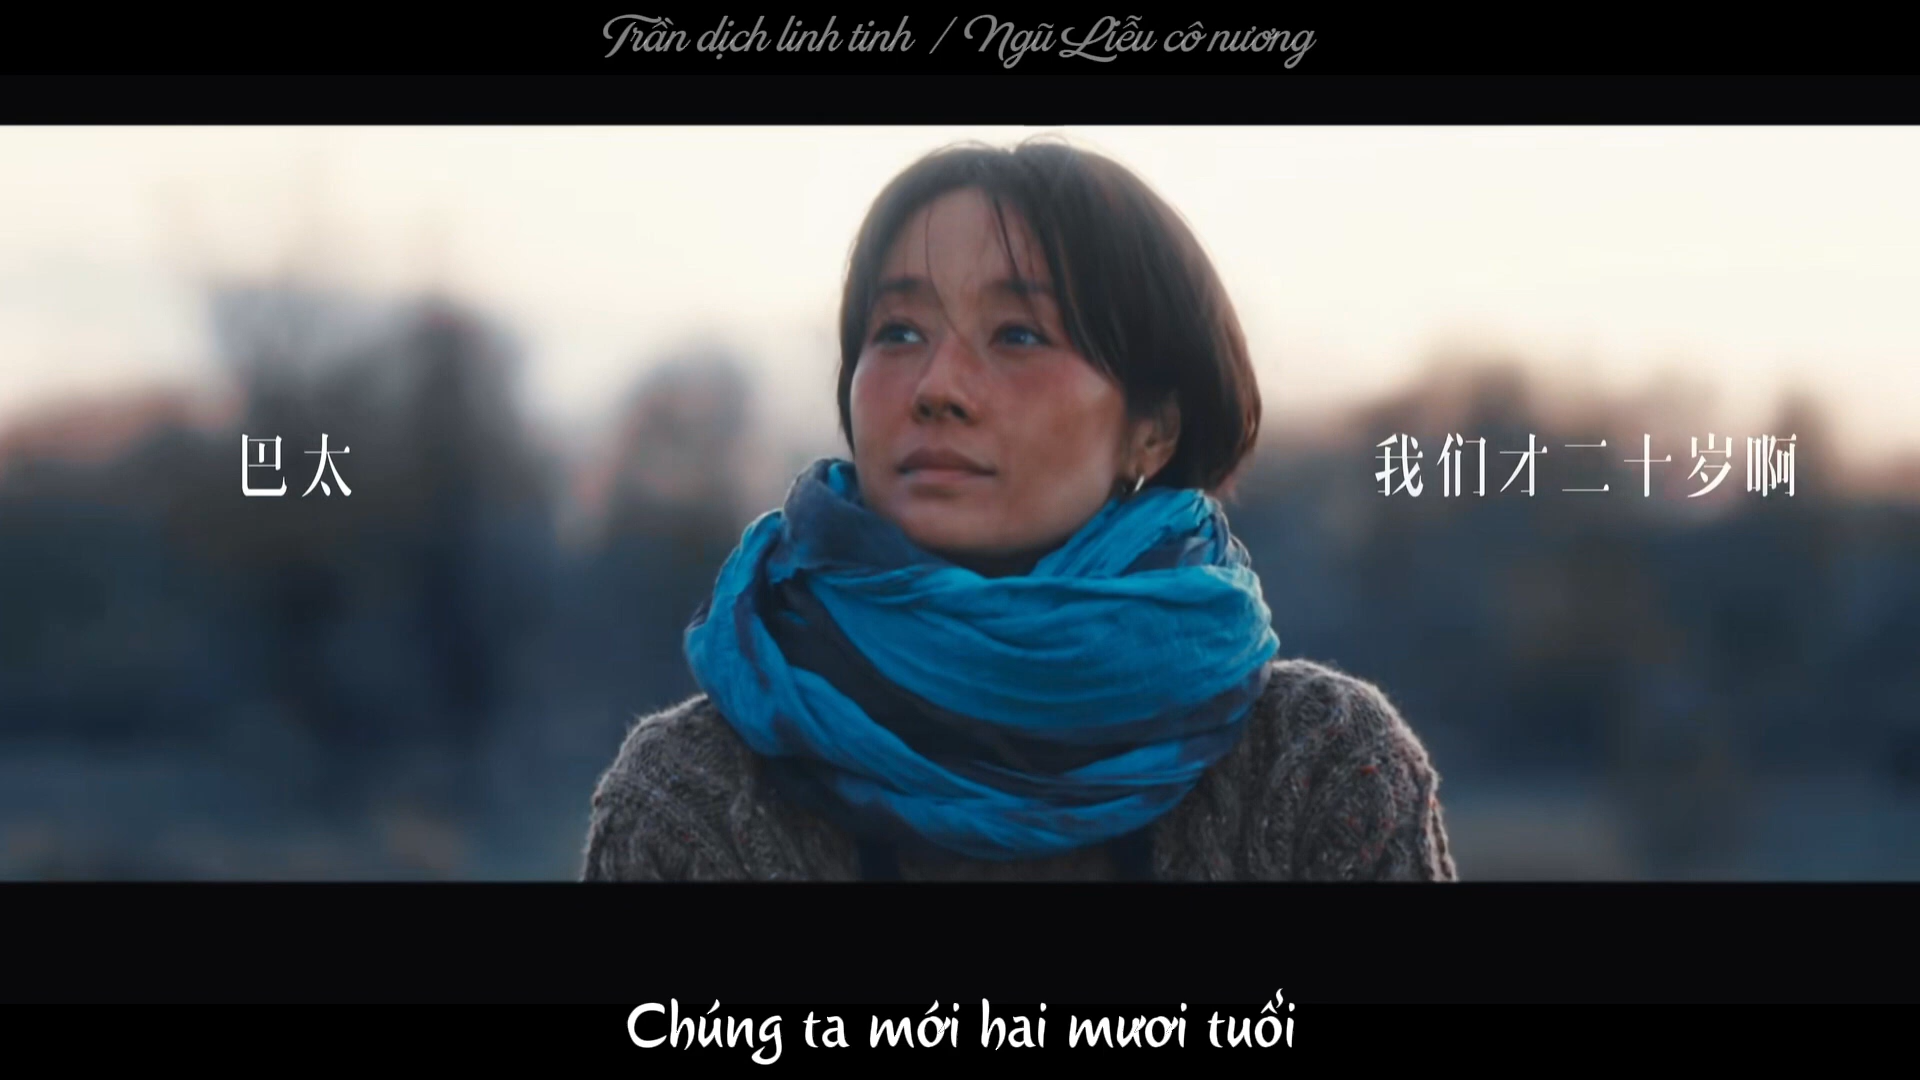 Trần dịch linh tinh / Ngũ Liễu cô nương
巴太
我们才二十岁啊
Chúng ta mới hai mươi tuổi